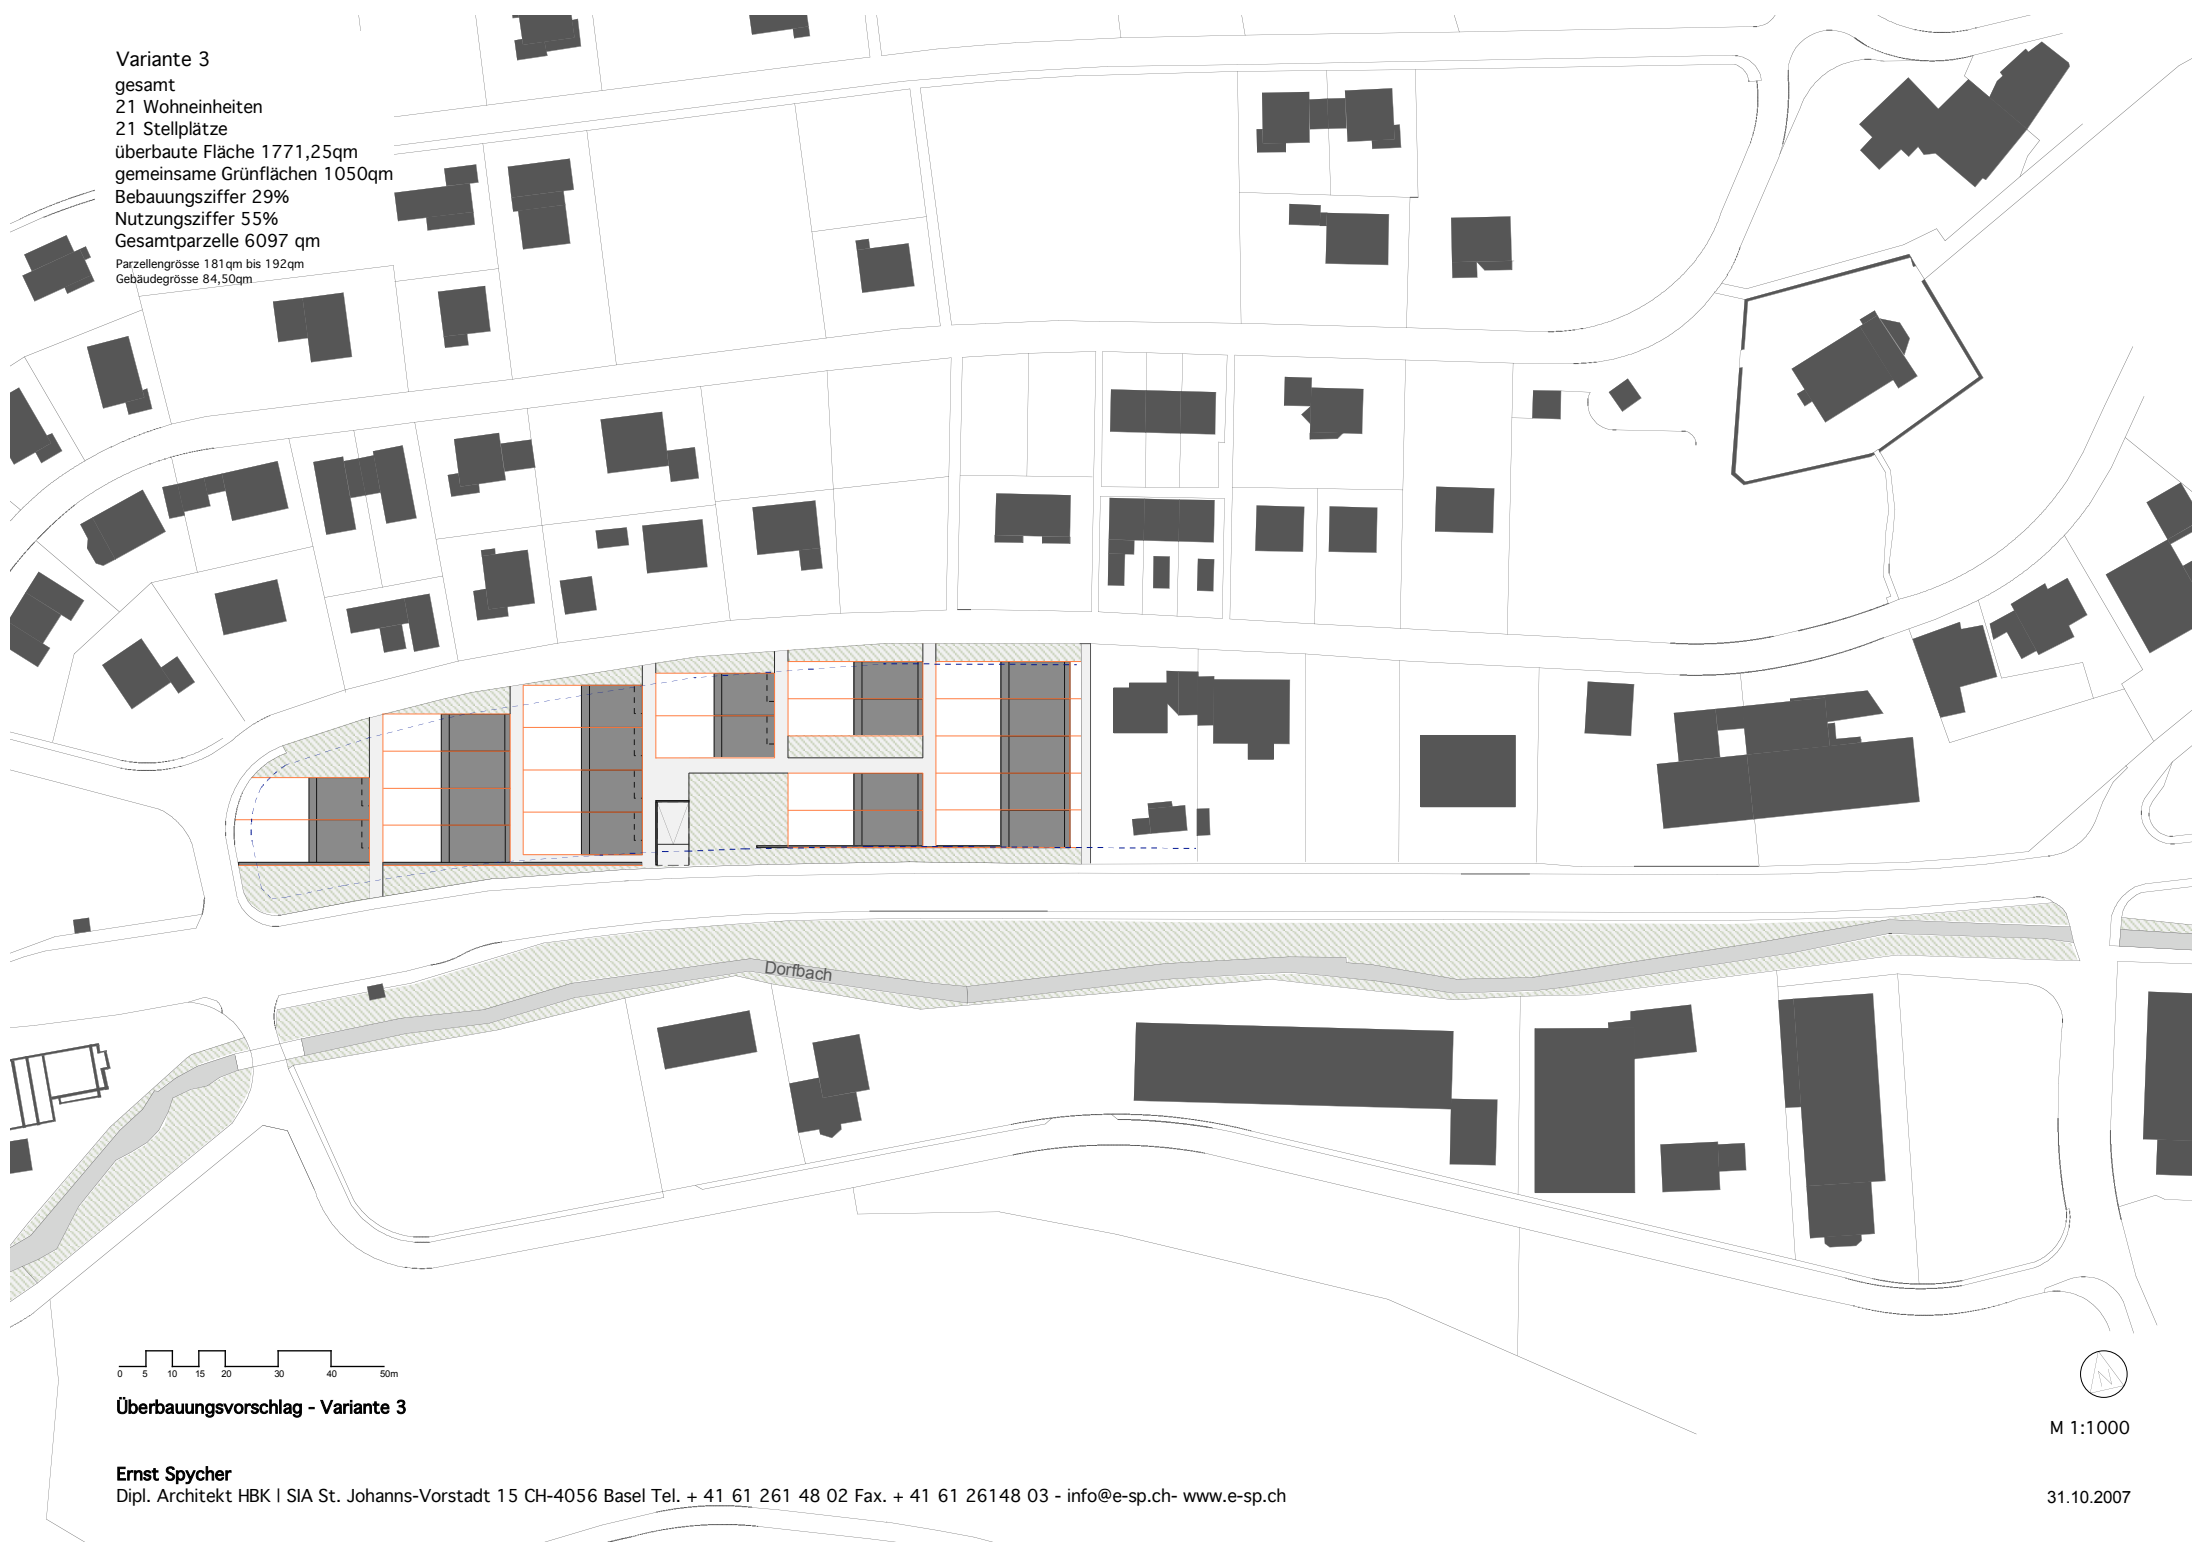 Variante 3
gesamt
21 Wohneinheiten
21 Stellplätze
überbaute Fläche 1771,25qm
gemeinsame Grünflächen 1050qm
Bebauungsziffer 29%
Nutzungsziffer 55%
Gesamtparzelle 6097 qm
Parzellengrösse 181qm bis 192qm
Gebäudegrösse 84,50qm
Dorfbach
0 5 10 15 20 30 40 50m
Überbauungsvorschlag - Variante 3
N
M 1:1000
Ernst Spycher
Dipl. Architekt HBK | SIA St. Johanns-Vorstadt 15 CH-4056 Basel Tel. + 41 61 261 48 02 Fax. + 41 61 26148 03 - info@e-sp.ch- www.e-sp.ch
31.10.2007